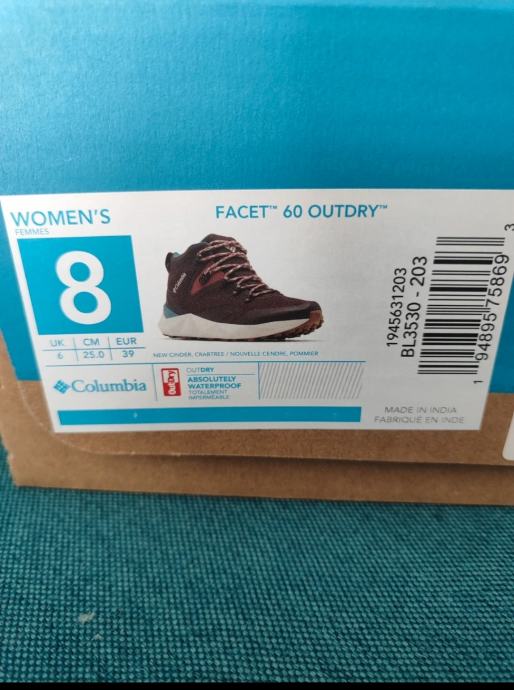 WOMEN'S
FEMMES
FACET™ 60 OUTDRY™
8
UK CM EUR
6 25.0 39
Columbia
NEW CINDER, CRABTREE / NOUVELLE CENDRE, POMMIER
OutDry
OUTDRY
ABSOLUTELY
WATERPROOF
TOTALEMENT
IMPERMÉABLE
1945631203
BL3530 - 203
1 94895 75869 3
MADE IN INDIA
FABRIQUÉ EN INDE
Columbia